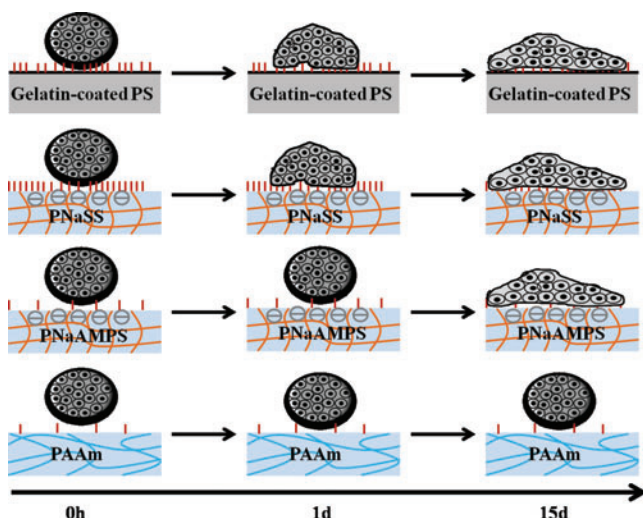 Gelatin-coated PS Gelatin-coated PS Gelatin-coated PS
PNaSS PNaSS PNaSS
PNaAMPS PNaAMPS PNaAMPS
PAAm PAAm PAAm
0h 1d 15d